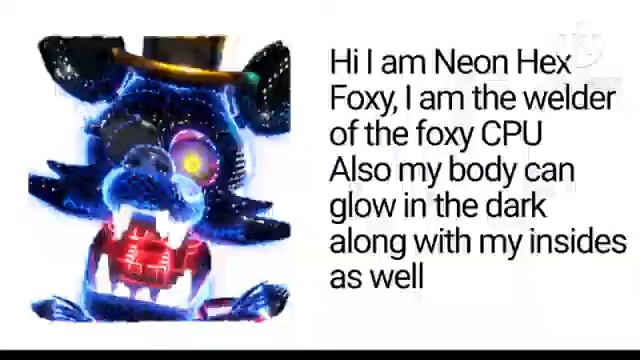 Hi I am Neon Hex
Foxy, I am the welder
of the foxy CPU
Also my body can
glow in the dark
along with my insides
as well